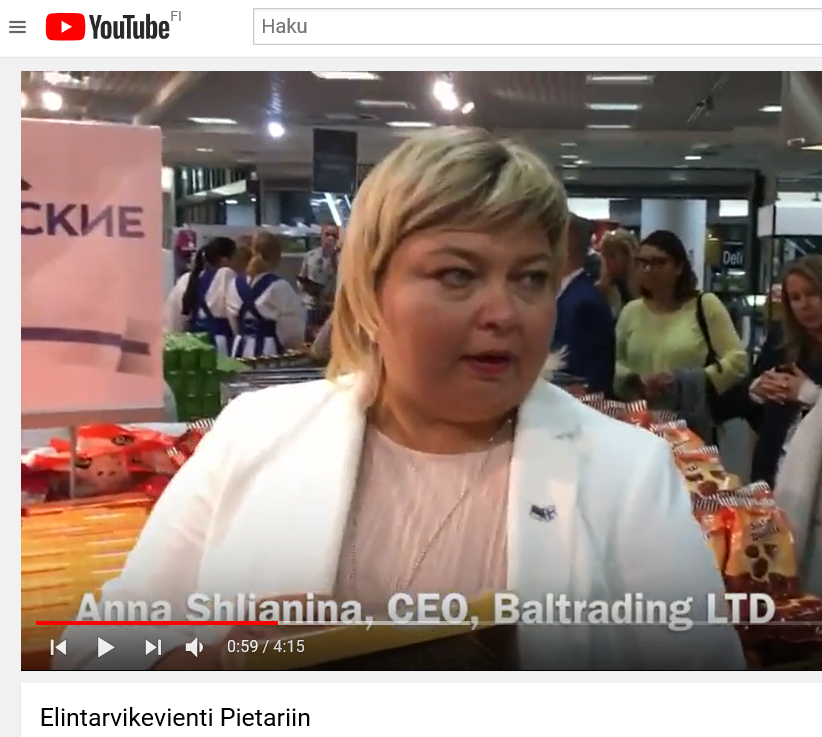 YouTube FI
Haku
СКИЕ
Deli
Anna Shlianina, CEO, Baltrading LTD
0:59 / 4:15
Elintarvikevienti Pietariin